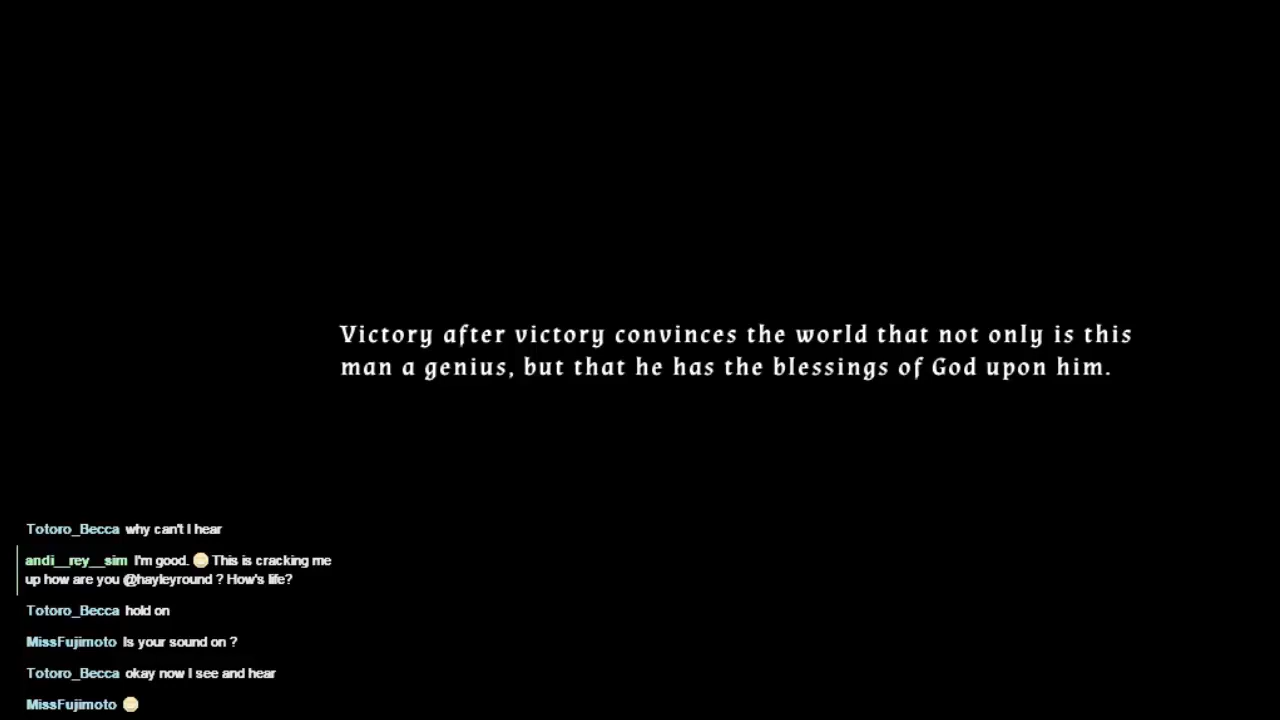 Victory after victory convinces the world that not only is this
man a genius, but that he has the blessings of God upon him.
Totoro_Becca why can't I hear
andi__rey__sim I'm good. This is cracking me
up how are you @hayleyround ? How's life?
Totoro_Becca hold on
MissFujimoto Is your sound on ?
Totoro_Becca okay now I see and hear
MissFujimoto